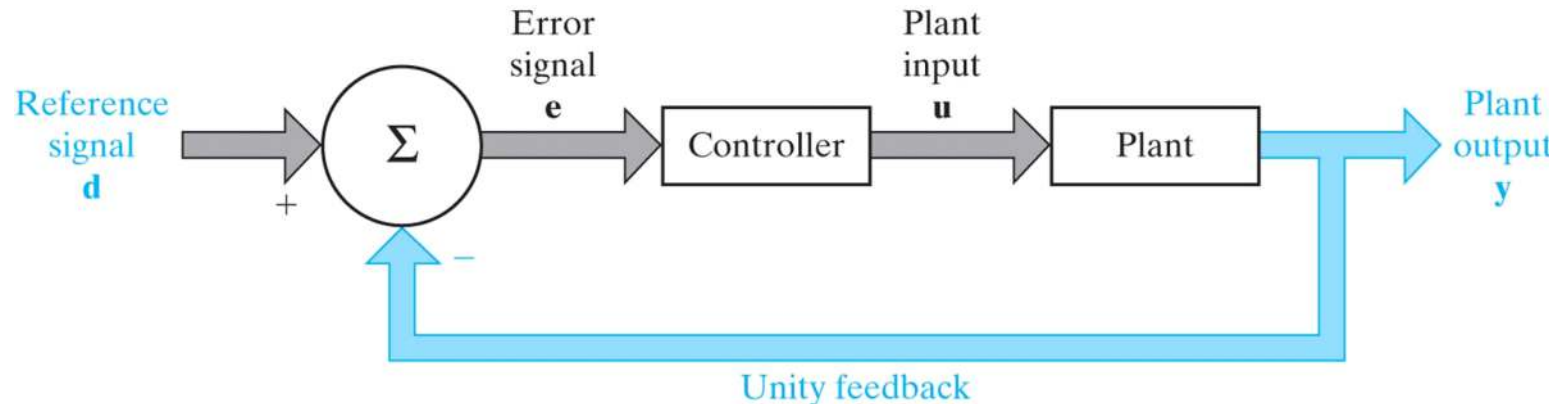 Reference
signal
d
+
Σ
−
Error
signal
e
Controller
Plant
input
u
Plant
Plant
output
y
Unity feedback